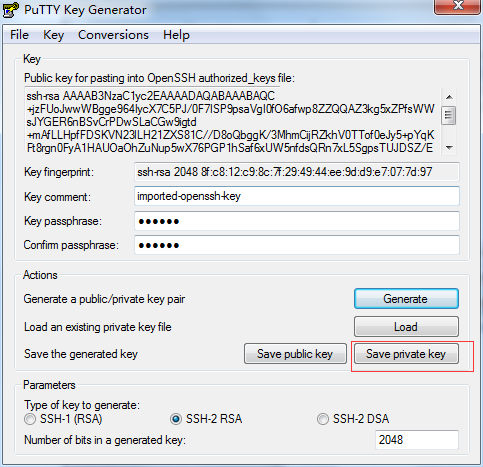 PuTTY Key Generator
File Key Conversions Help
Key
Public key for pasting into OpenSSH authorized_keys file:
ssh-rsa AAAAB3NzaC1yc2EAAAADAQABAAABAQC
+jzFUoJwwWBgge964lycX7C5PJ/0F7ISP9psaVgI0fO6afwp8ZZQQAZ3kg5xZPfsWW
sJYGER6nBSvCrPDwSLaCGw9igtd
+mAfLLHpfFDSKVN23lLH21ZXS81C//D8oQbggK/3MhmCijRZkhV0TTof0eJy5+pYqK
Rt8rgn0FyA1HAUOaOhZuNup5wX76PGP1hSaf6xUW5nfdsQRn7xL5SgpsTUJDSZ/E
Key fingerprint: ssh-rsa 2048 8f:c8:12:c9:8c:7f:29:49:44:ee:9d:d9:e7:07:7d:97
Key comment: imported-openssh-key
Key passphrase: ••••••
Confirm passphrase: ••••••
Actions
Generate a public/private key pair Generate
Load an existing private key file Load
Save the generated key Save public key Save private key
Parameters
Type of key to generate:
SSH-1 (RSA) SSH-2 RSA SSH-2 DSA
Number of bits in a generated key: 2048